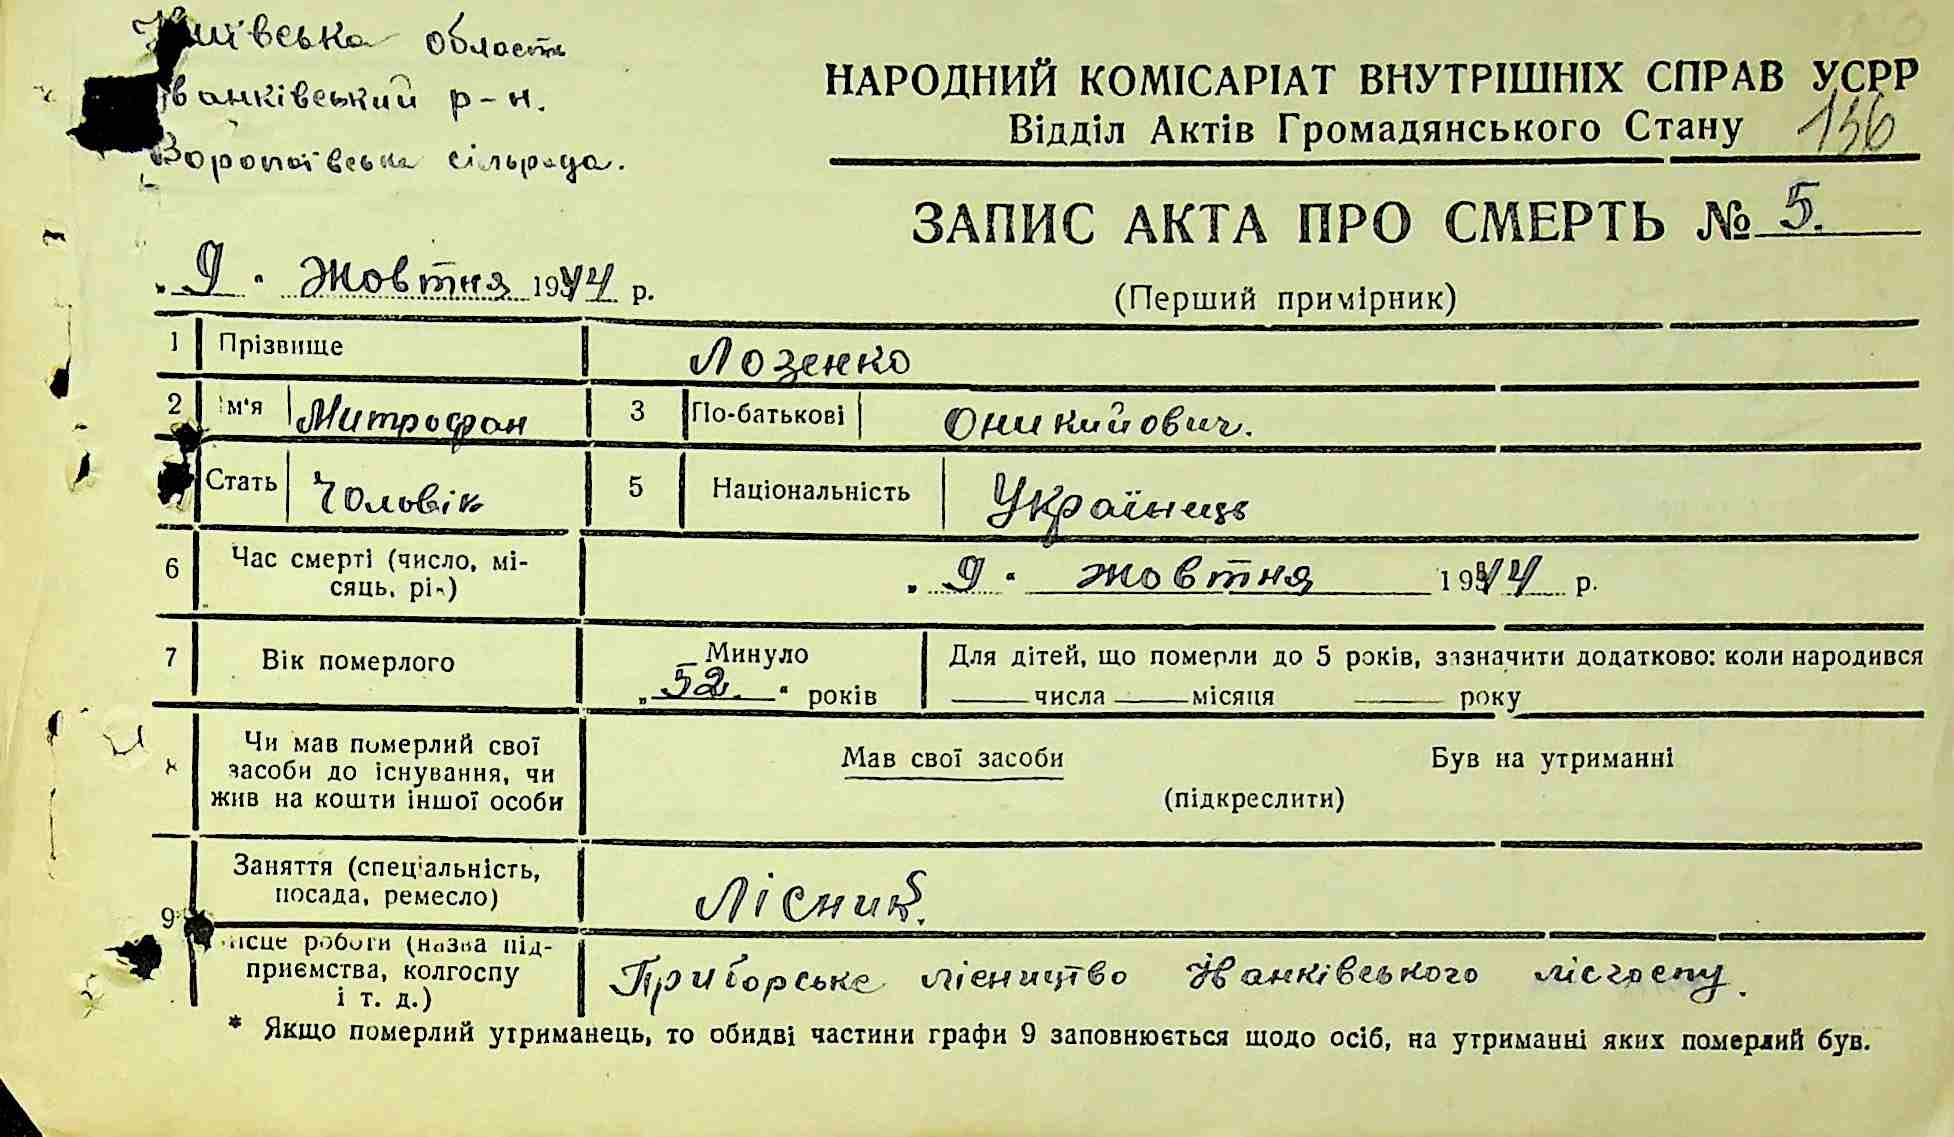 Київська область
Іванківський р-н.
Воропаївська сільрада.
НАРОДНИЙ КОМІСАРІАТ ВНУТРІШНІХ СПРАВ УСРР
Відділ Актів Громадянського Стану 136
ЗАПИС АКТА ПРО СМЕРТЬ № 5.
„ 9 " Жовтня 1944 р.
(Перший примірник)
1 Прізвище Лозенко
2 Ім'я Митрофан 3 По-батькові Оникийович.
Стать Чоловік 5 Національність Українець
6 Час смерті (число, мі-
сяць, рік) „ 9 " жовтня 1944 р.
7 Вік померлого Минуло
„ 52 " років
Для дітей, що померли до 5 років, зазначити додатково: коли народився
числа місяця року
8 Чи мав померлий свої
засоби до існування, чи
жив на кошти іншої особи
Мав свої засоби Був на утриманні
(підкреслити)
9 Заняття (спеціальність,
посада, ремесло) Лісник.
Місце роботи (назва під-
приємства, колгоспу
і т. д.) Приборське лісництво Іванківського лісгоспу.
* Якщо померлий утриманець, то обидві частини графи 9 заповнюється щодо осіб, на утриманні яких померлий був.